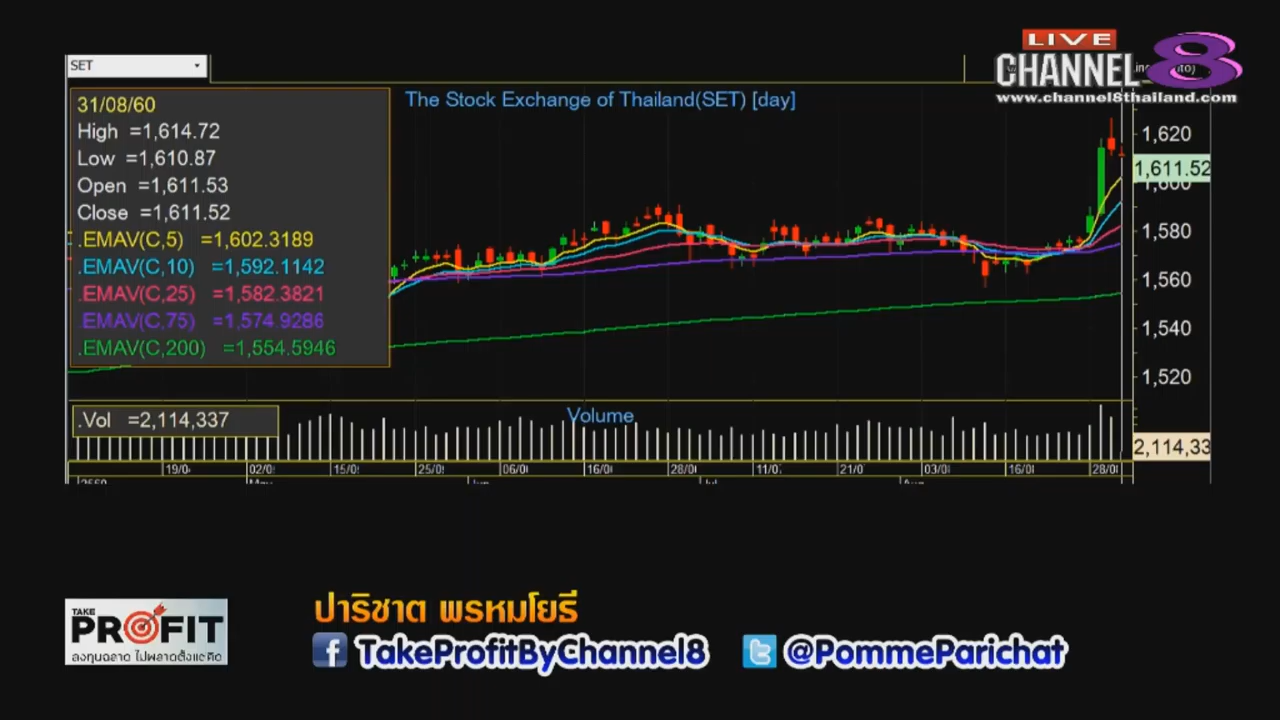 LIVE
CHANNEL 8
www.channel8thailand.com
SET
31/08/60
High =1,614.72
Low =1,610.87
Open =1,611.53
Close =1,611.52
.EMAV(C,5) =1,602.3189
.EMAV(C,10) =1,592.1142
.EMAV(C,25) =1,582.3821
.EMAV(C,75) =1,574.9286
.EMAV(C,200) =1,554.5946
The Stock Exchange of Thailand(SET) [day]
1,620
1,611.52
1,600
1,580
1,560
1,540
1,520
.Vol =2,114,337
Volume
2,114,33
19/0 02/0 15/0 25/0 06/0 16/0 28/0 11/0 21/0 03/0 16/0 28/0
TAKE
PROFIT
ลงทุนฉลาด ไม่พลาดตั้งแต่คิด
ปาริชาต พรหมโยธี
TakeProfitByChannel8
@PommeParichat